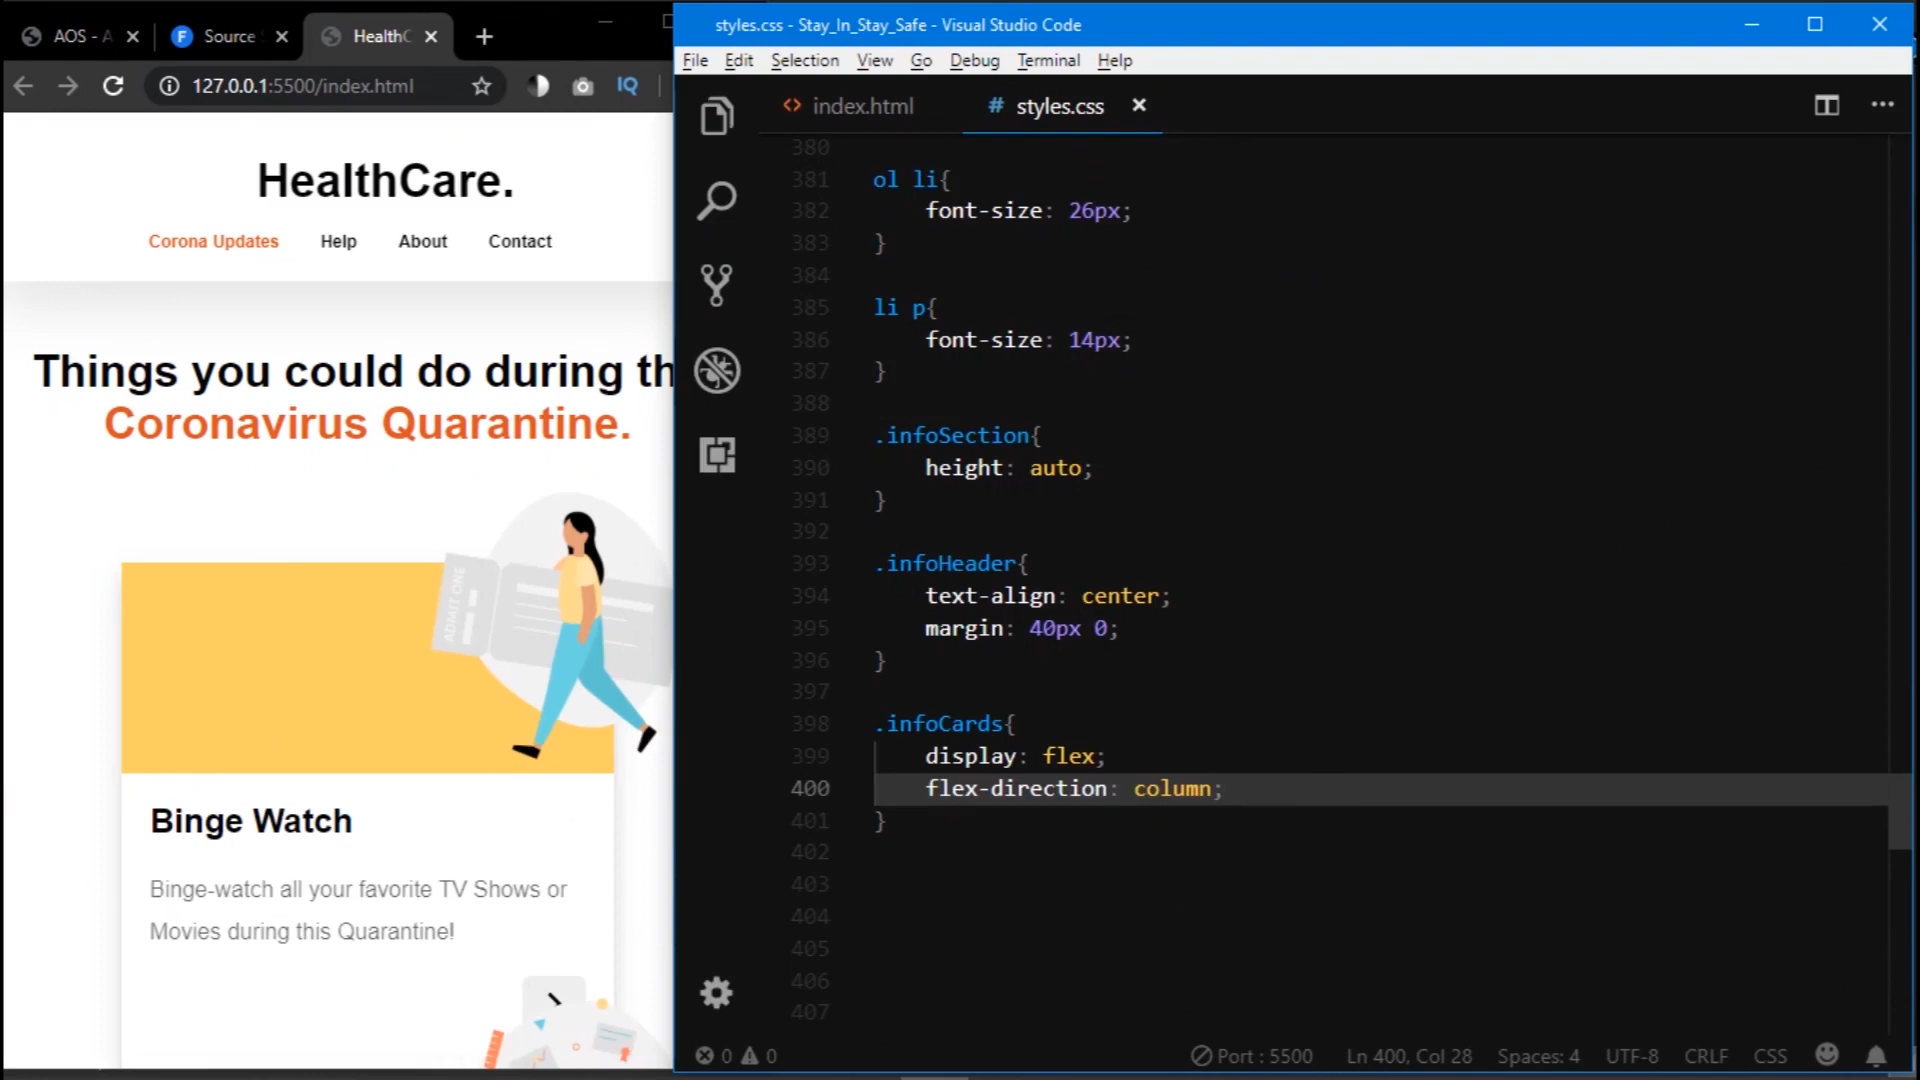 AOS - A
Source
HealthC
127.0.0.1:5500/index.html
IQ
HealthCare.
Corona Updates Help About Contact
Things you could do during th
Coronavirus Quarantine.
ADMIT ONE
Binge Watch
Binge-watch all your favorite TV Shows or
Movies during this Quarantine!
styles.css - Stay_In_Stay_Safe - Visual Studio Code
File Edit Selection View Go Debug Terminal Help
index.html
# styles.css
380
381 ol li{
382 font-size: 26px;
383 }
384
385 li p{
386 font-size: 14px;
387 }
388
389 .infoSection{
390 height: auto;
391 }
392
393 .infoHeader{
394 text-align: center;
395 margin: 40px 0;
396 }
397
398 .infoCards{
399 display: flex;
400 flex-direction: column;
401 }
402
403
404
405
406
407
0 0 Port : 5500 Ln 400, Col 28 Spaces: 4 UTF-8 CRLF CSS